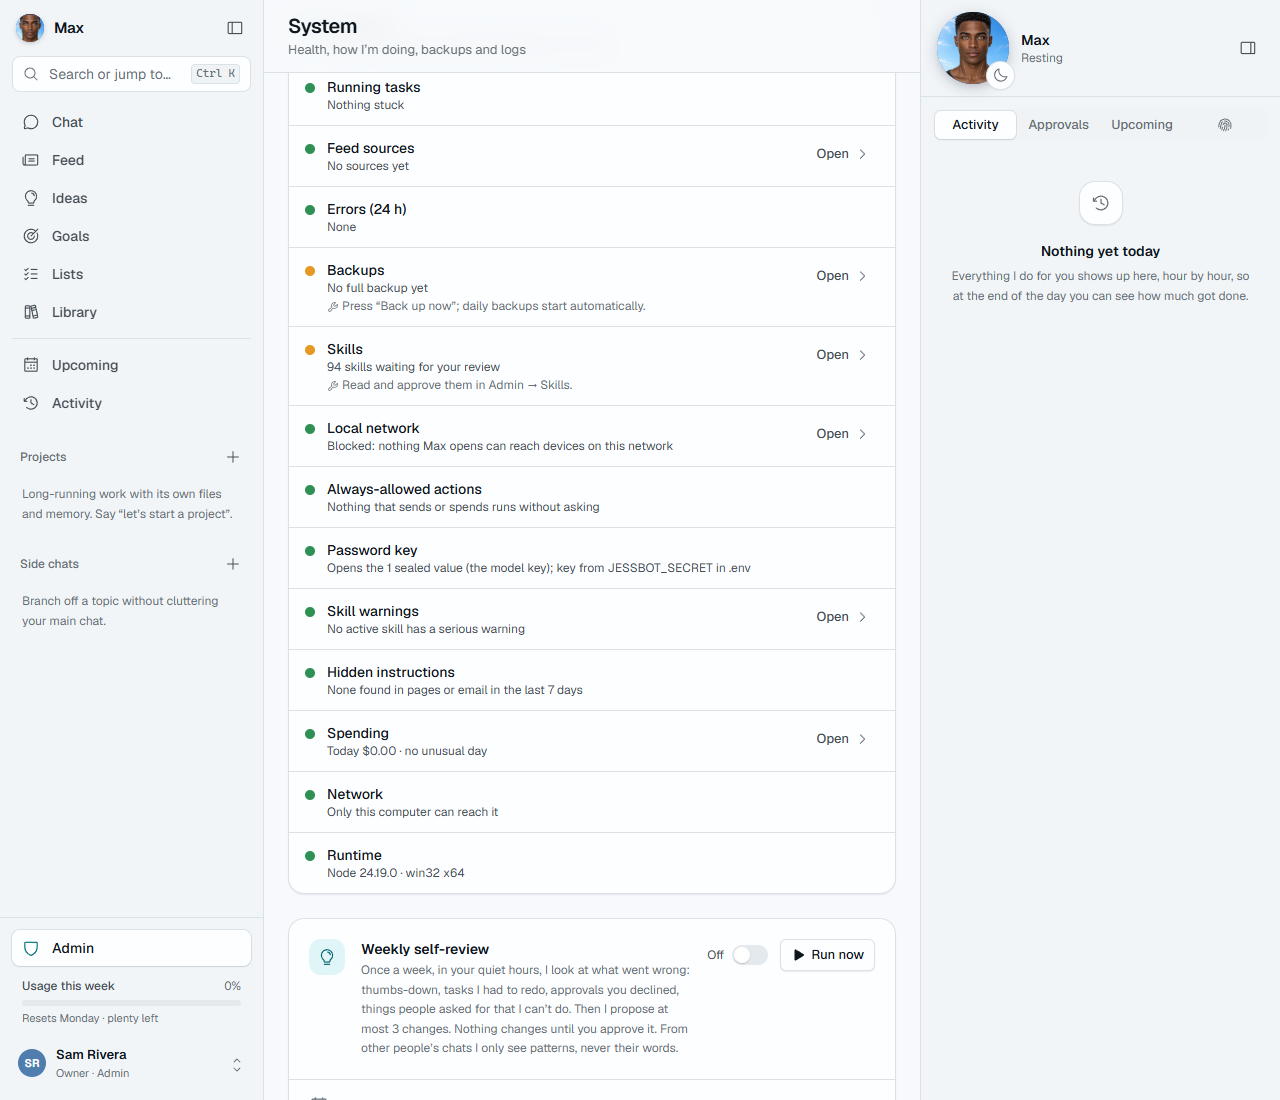 Max
Search or jump to...
Ctrl K
Chat
Feed
Ideas
Goals
Lists
Library
Upcoming
Activity
Projects
Long-running work with its own files
and memory. Say “let’s start a project”.
Side chats
Branch off a topic without cluttering
your main chat.
Admin
Usage this week
0%
Resets Monday · plenty left
SR
Sam Rivera
Owner · Admin
System
Health, how I’m doing, backups and logs
Running tasks
Nothing stuck
Feed sources
No sources yet
Open
Errors (24 h)
None
Backups
No full backup yet
Press “Back up now”; daily backups start automatically.
Open
Skills
94 skills waiting for your review
Read and approve them in Admin → Skills.
Open
Local network
Blocked: nothing Max opens can reach devices on this network
Open
Always-allowed actions
Nothing that sends or spends runs without asking
Password key
Opens the 1 sealed value (the model key); key from JESSBOT_SECRET in .env
Skill warnings
No active skill has a serious warning
Open
Hidden instructions
None found in pages or email in the last 7 days
Spending
Today $0.00 · no unusual day
Open
Network
Only this computer can reach it
Runtime
Node 24.19.0 · win32 x64
Weekly self-review
Once a week, in your quiet hours, I look at what went wrong:
thumbs-down, tasks I had to redo, approvals you declined,
things people asked for that I can’t do. Then I propose at
most 3 changes. Nothing changes until you approve it. From
other people’s chats I only see patterns, never their words.
Off
Run now
Max
Resting
Activity
Approvals
Upcoming
Nothing yet today
Everything I do for you shows up here, hour by hour, so
at the end of the day you can see how much got done.